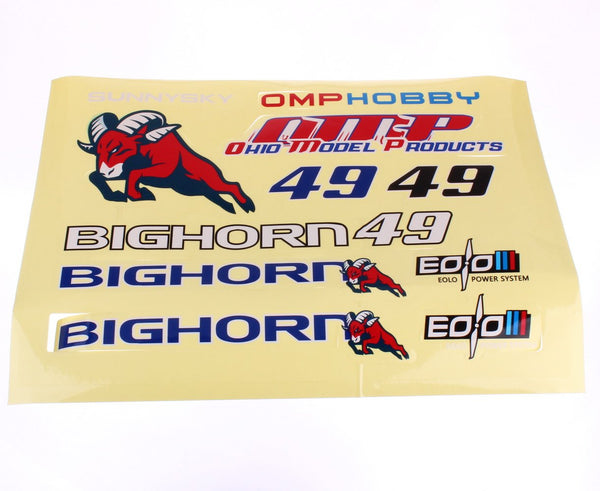 SUNNYSKY
OMPHOBBY
OMP
OHIO MODEL PRODUCTS
49 49
BIGHORN 49
BIGHORN
EOLO
EOLO POWER SYSTEM
BIGHORN
EOLO